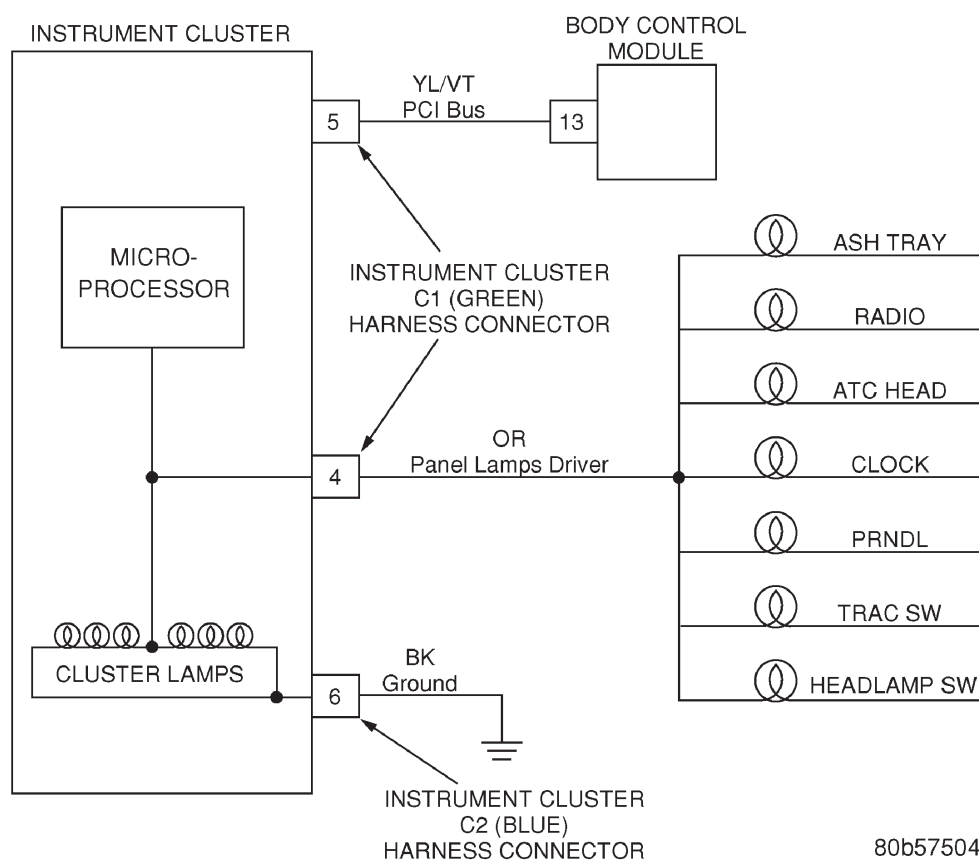 INSTRUMENT CLUSTER
BODY CONTROL
MODULE
YL/VT
PCI Bus
5
13
MICRO-
PROCESSOR
ASH TRAY
INSTRUMENT CLUSTER
C1 (GREEN)
HARNESS CONNECTOR
RADIO
ATC HEAD
OR
Panel Lamps Driver
4
CLOCK
PRNDL
TRAC SW
CLUSTER LAMPS
BK
Ground
6
HEADLAMP SW
INSTRUMENT CLUSTER
C2 (BLUE)
HARNESS CONNECTOR
80b57504